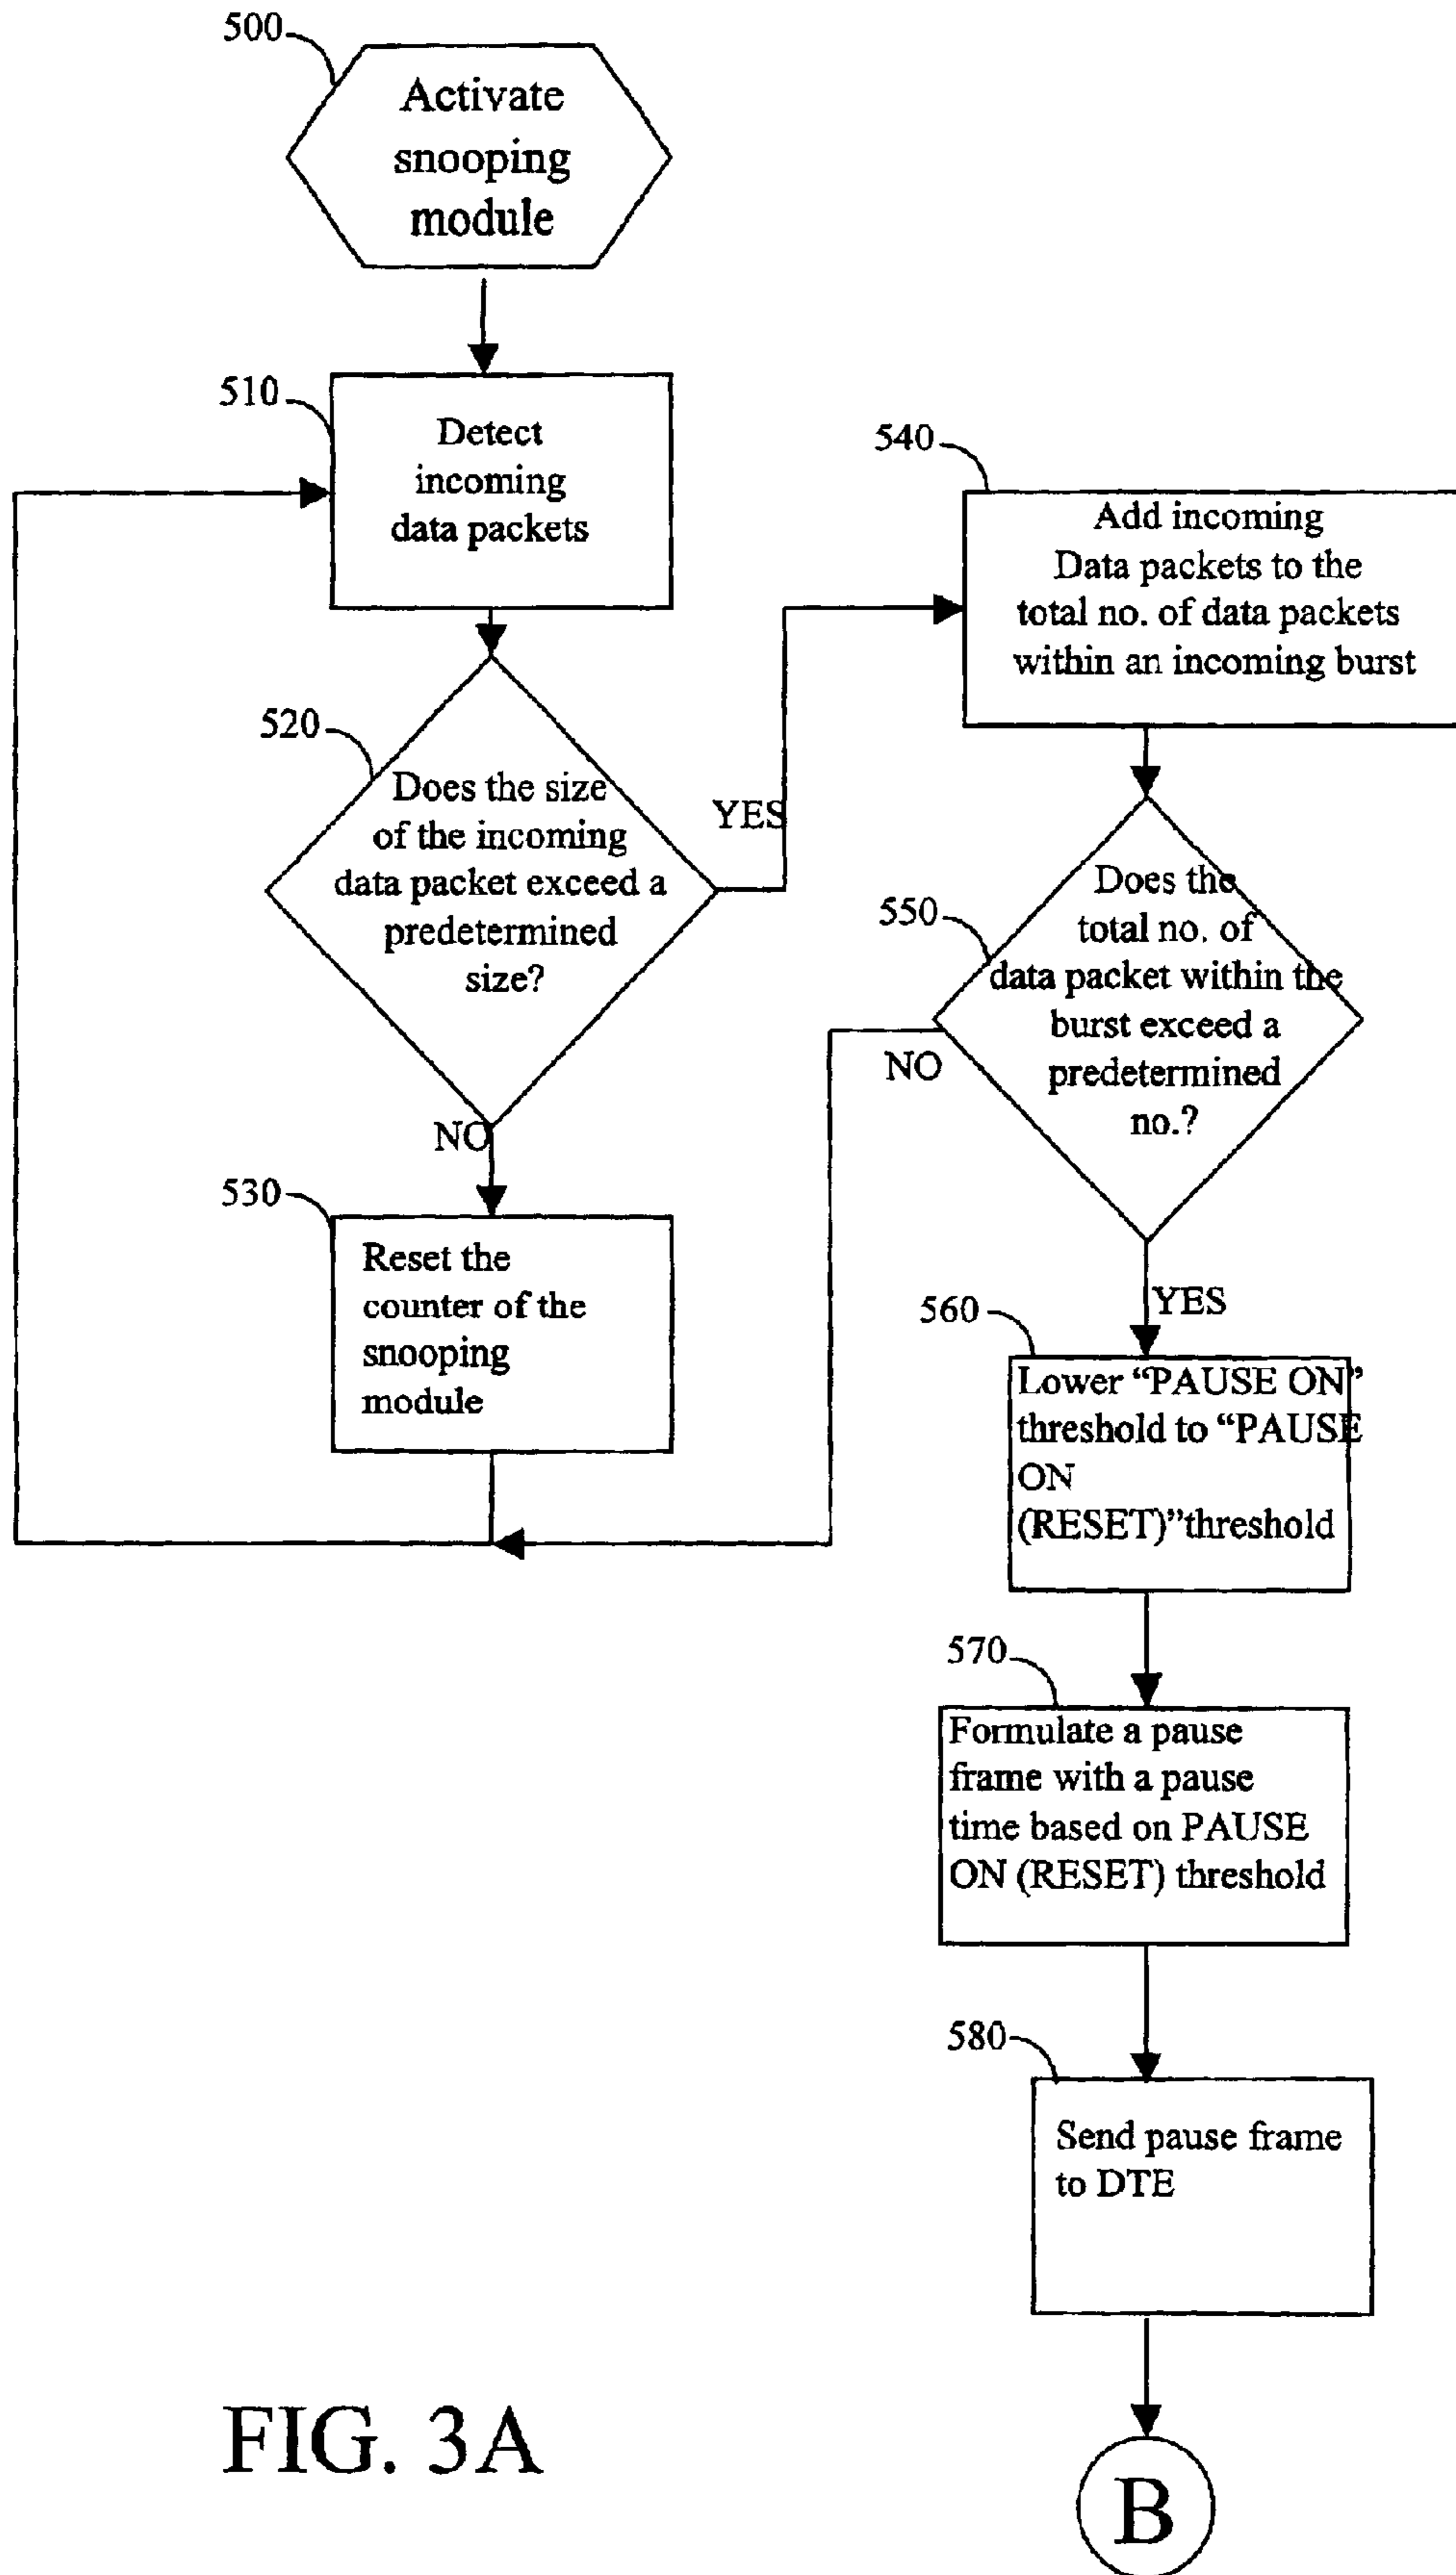 500
Activate
snooping
module
510
Detect
incoming
data packets
520
Does the size
of the incoming
data packet exceed a
predetermined
size?
YES
NO
530
Reset the
counter of the
snooping
module
540
Add incoming
Data packets to the
total no. of data packets
within an incoming burst
550
Does the
total no. of
data packet within the
burst exceed a
predetermined
no.?
NO
YES
560
Lower “PAUSE ON”
threshold to “PAUSE
ON
(RESET)”threshold
570
Formulate a pause
frame with a pause
time based on PAUSE
ON (RESET) threshold
580
Send pause frame
to DTE
B
FIG. 3A